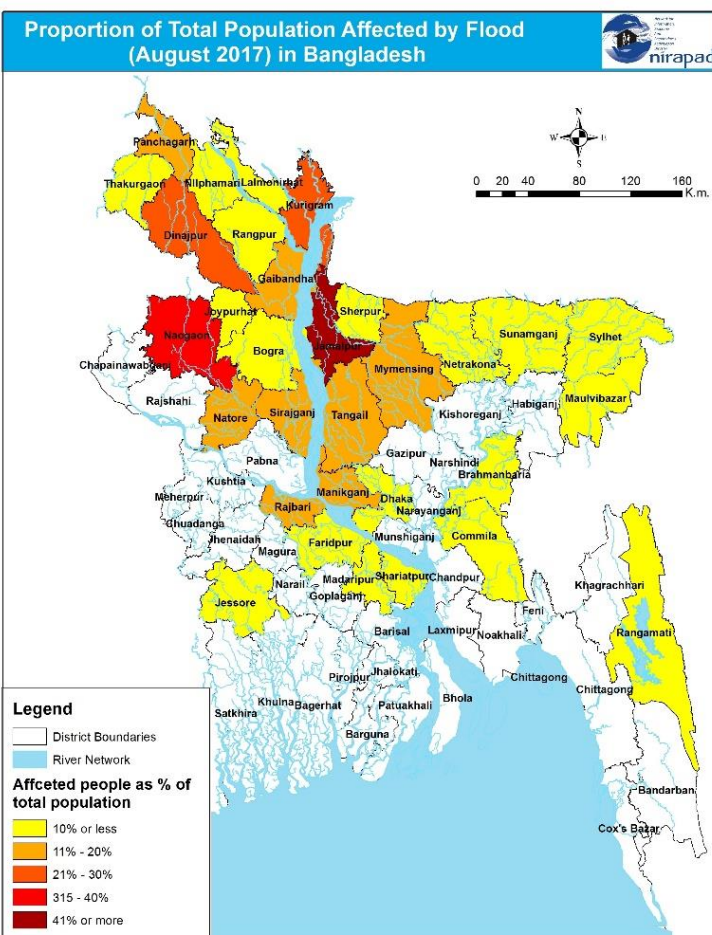 Proportion of Total Population Affected by Flood
(August 2017) in Bangladesh
nirapad
N
W
S
0 20 40 80 120 160
K.m.
Panchagarh
Thakurgaon
Nilphamari
Lalmonirhat
Kurigram
Dinajpur
Rangpur
Gaibandha
Joypurhat
Sherpur
Naogaon
Jamalpur
Sunamganj
Sylhet
Bogra
Chapainawabganj
Mymensing
Netrakona
Maulvibazar
Rajshahi
Natore
Sirajganj
Tangail
Kishoreganj
Habiganj
Pabna
Gazipur
Narshindi
Brahmanbaria
Kushtia
Manikganj
Meherpur
Rajbari
Dhaka
Narayanganj
Chuadanga
Jhenaidah
Faridpur
Munshiganj
Commila
Magura
Madaripur
Shariatpur
Chandpur
Khagrachhari
Narail
Goplaganj
Jessore
Feni
Barisal
Laxmipur
Noakhali
Rangamati
Jhalokati
Pirojpur
Chittagong
Chittagong
Khulna
Bagerhat
Patuakhali
Bhola
Satkhira
Barguna
Bandarban
Cox's Bazar
Legend
District Boundaries
River Network
Affceted people as % of
total population
10% or less
11% - 20%
21% - 30%
315 - 40%
41% or more